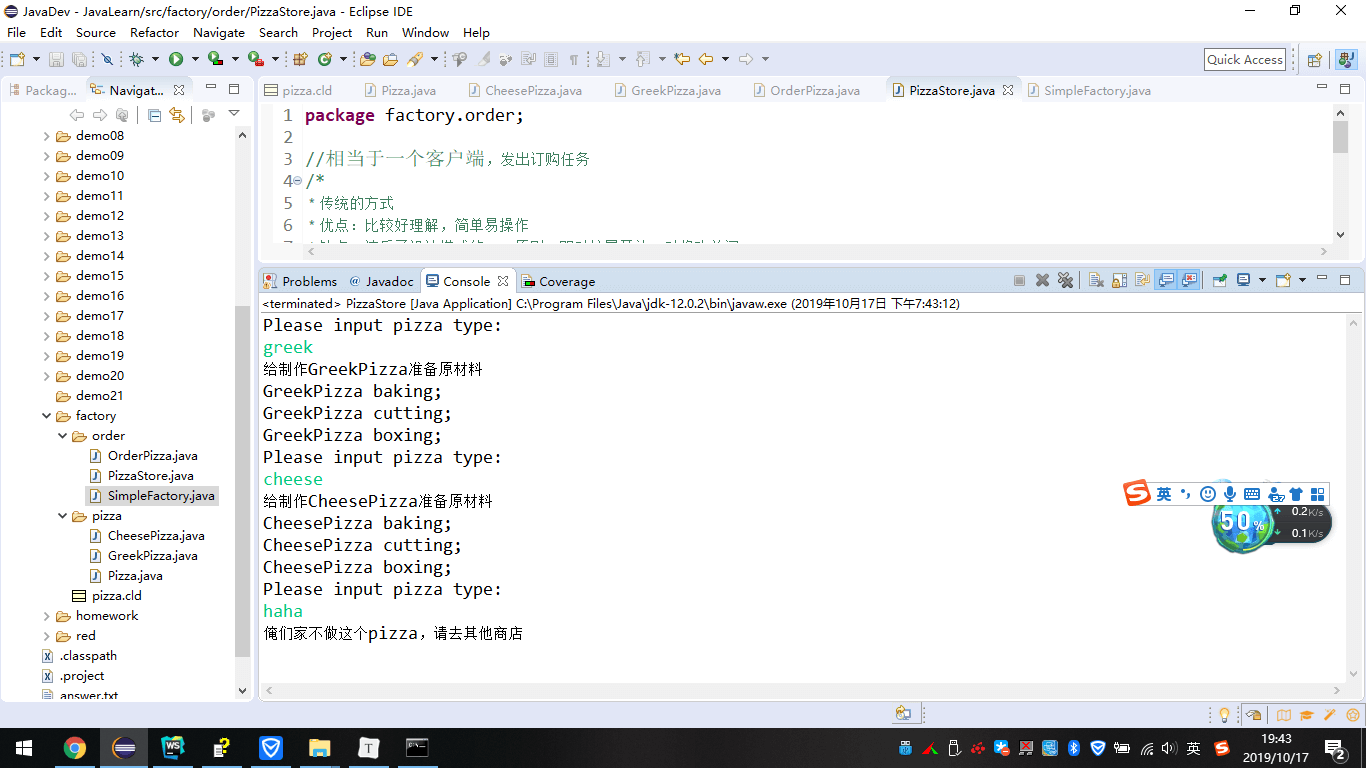 JavaDev - JavaLearn/src/factory/order/PizzaStore.java - Eclipse IDE
File Edit Source Refactor Navigate Search Project Run Window Help
Quick Access
Packag... Navigat...
pizza.cld Pizza.java CheesePizza.java GreekPizza.java OrderPizza.java PizzaStore.java SimpleFactory.java
demo08
demo09
demo10
demo11
demo12
demo13
demo14
demo15
demo16
demo17
demo18
demo19
demo20
demo21
factory
order
OrderPizza.java
PizzaStore.java
SimpleFactory.java
pizza
CheesePizza.java
GreekPizza.java
Pizza.java
pizza.cld
homework
red
.classpath
.project
answer.txt
1 package factory.order;
2
3 //相当于一个客户端，发出订购任务
4 /*
5 * 传统的方式
6 * 优点：比较好理解，简单易操作
Problems @ Javadoc Console Coverage
<terminated> PizzaStore [Java Application] C:\Program Files\Java\jdk-12.0.2\bin\javaw.exe (2019年10月17日 下午7:43:12)
Please input pizza type:
greek
给制作GreekPizza准备原材料
GreekPizza baking;
GreekPizza cutting;
GreekPizza boxing;
Please input pizza type:
cheese
给制作CheesePizza准备原材料
CheesePizza baking;
CheesePizza cutting;
CheesePizza boxing;
Please input pizza type:
haha
俺们家不做这个pizza，请去其他商店
英
50%
0.2K/s
0.1K/s
英
19:43
2019/10/17
2